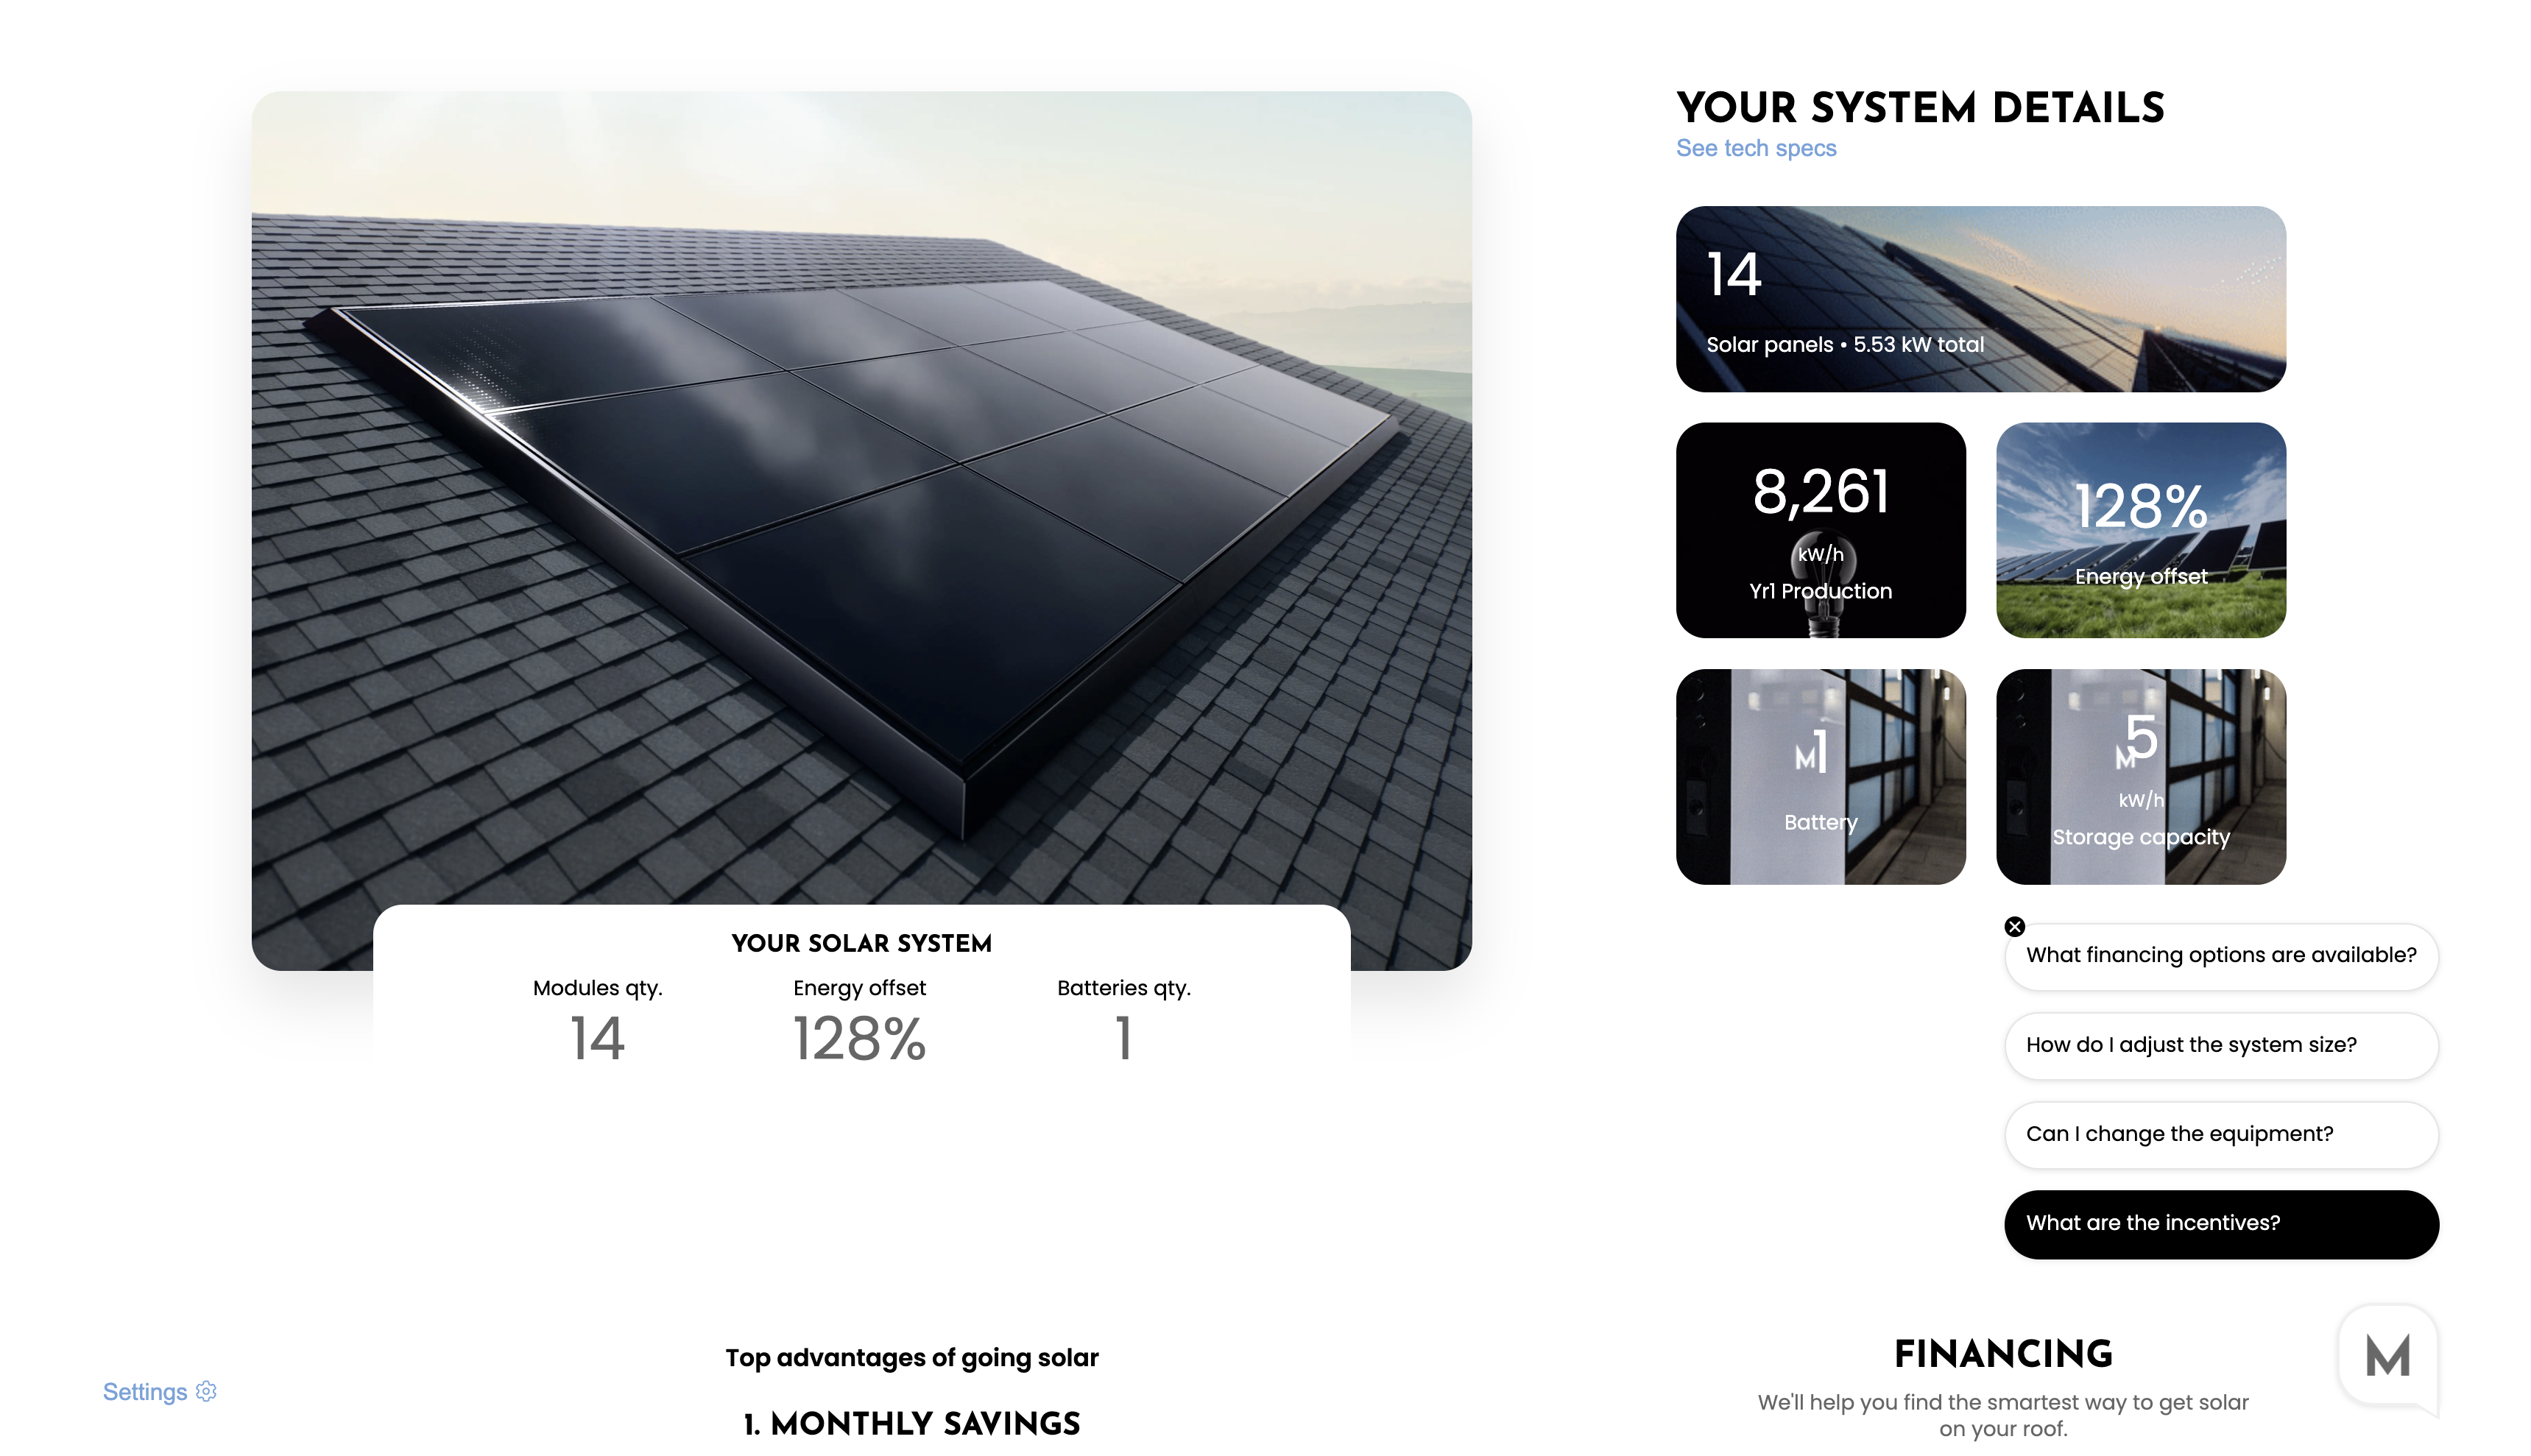 YOUR SYSTEM DETAILS
See tech specs
14
Solar panels • 5.53 kW total
8,261
kW/h
Yr1 Production
128%
Energy offset
M
1
Battery
M
5
kW/h
Storage capacity
YOUR SOLAR SYSTEM
Modules qty.
14
Energy offset
128%
Batteries qty.
1
What financing options are available?
How do I adjust the system size?
Can I change the equipment?
What are the incentives?
Top advantages of going solar
1. MONTHLY SAVINGS
FINANCING
We'll help you find the smartest way to get solar
on your roof.
Settings
M